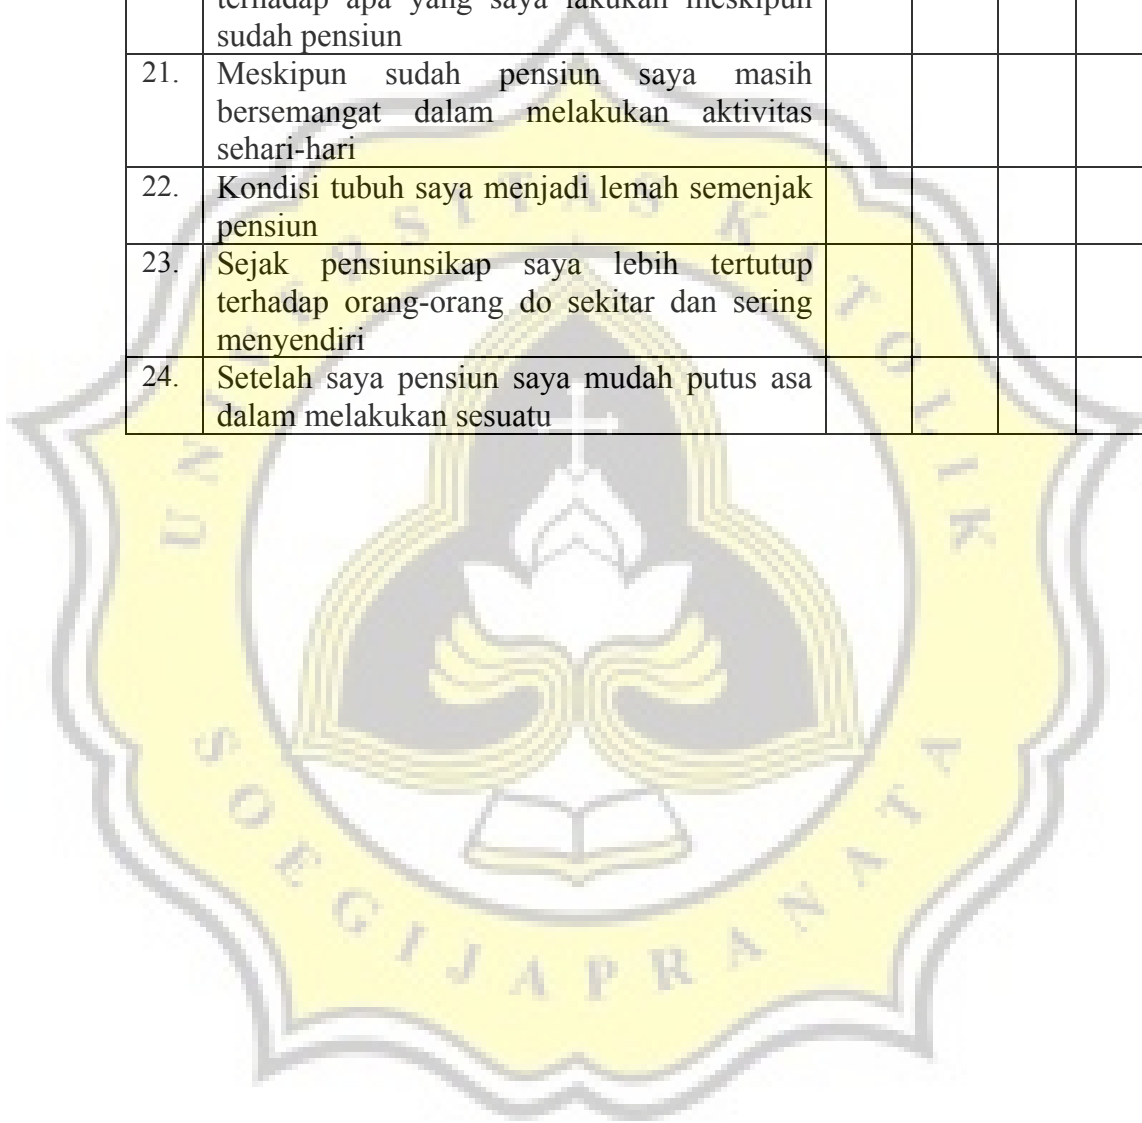 terhadap apa yang saya lakukan meskipun
sudah pensiun
21. Meskipun sudah pensiun saya masih
bersemangat dalam melakukan aktivitas
sehari-hari
22. Kondisi tubuh saya menjadi lemah semenjak
pensiun
23. Sejak pensiunsikap saya lebih tertutup
terhadap orang-orang do sekitar dan sering
menyendiri
24. Setelah saya pensiun saya mudah putus asa
dalam melakukan sesuatu
UNIVERSITAS KATOLIK
SOEGIJAPRANATA